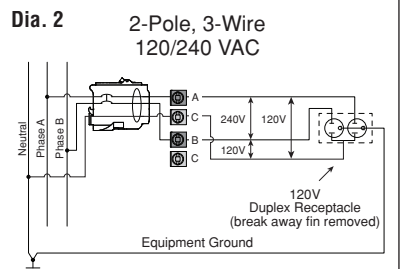 Dia. 2
2-Pole, 3-Wire
120/240 VAC
Neutral
Phase A
Phase B
A
C
B
C
240V
120V
120V
120V
Duplex Receptacle
(break away fin removed)
Equipment Ground